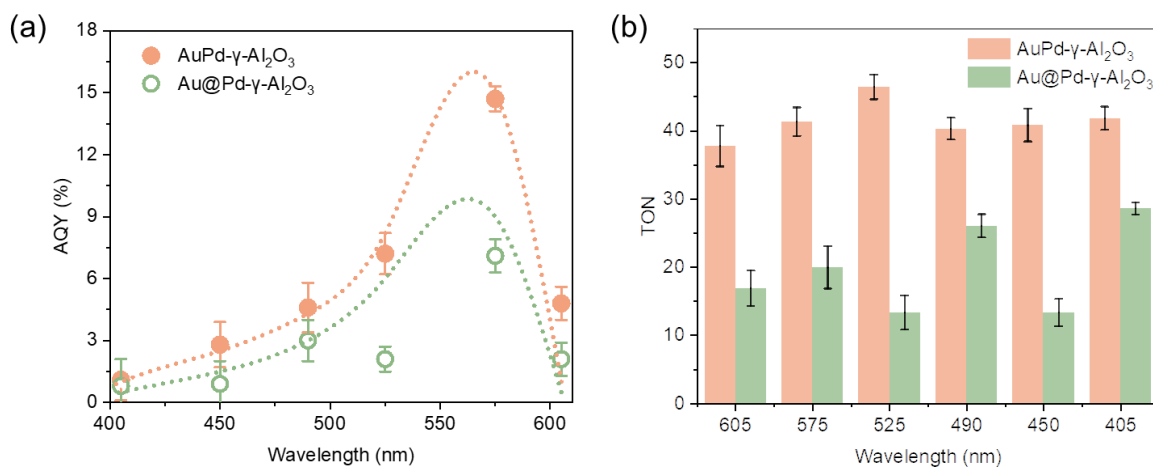 (a)
18
15
12
9
6
3
0
AQY (%)
AuPd-γ-Al₂O₃
Au@Pd-γ-Al₂O₃
400 450 500 550 600
Wavelength (nm)
(b)
50
40
30
20
10
0
TON
AuPd-γ-Al₂O₃
Au@Pd-γ-Al₂O₃
605 575 525 490 450 405
Wavelength (nm)